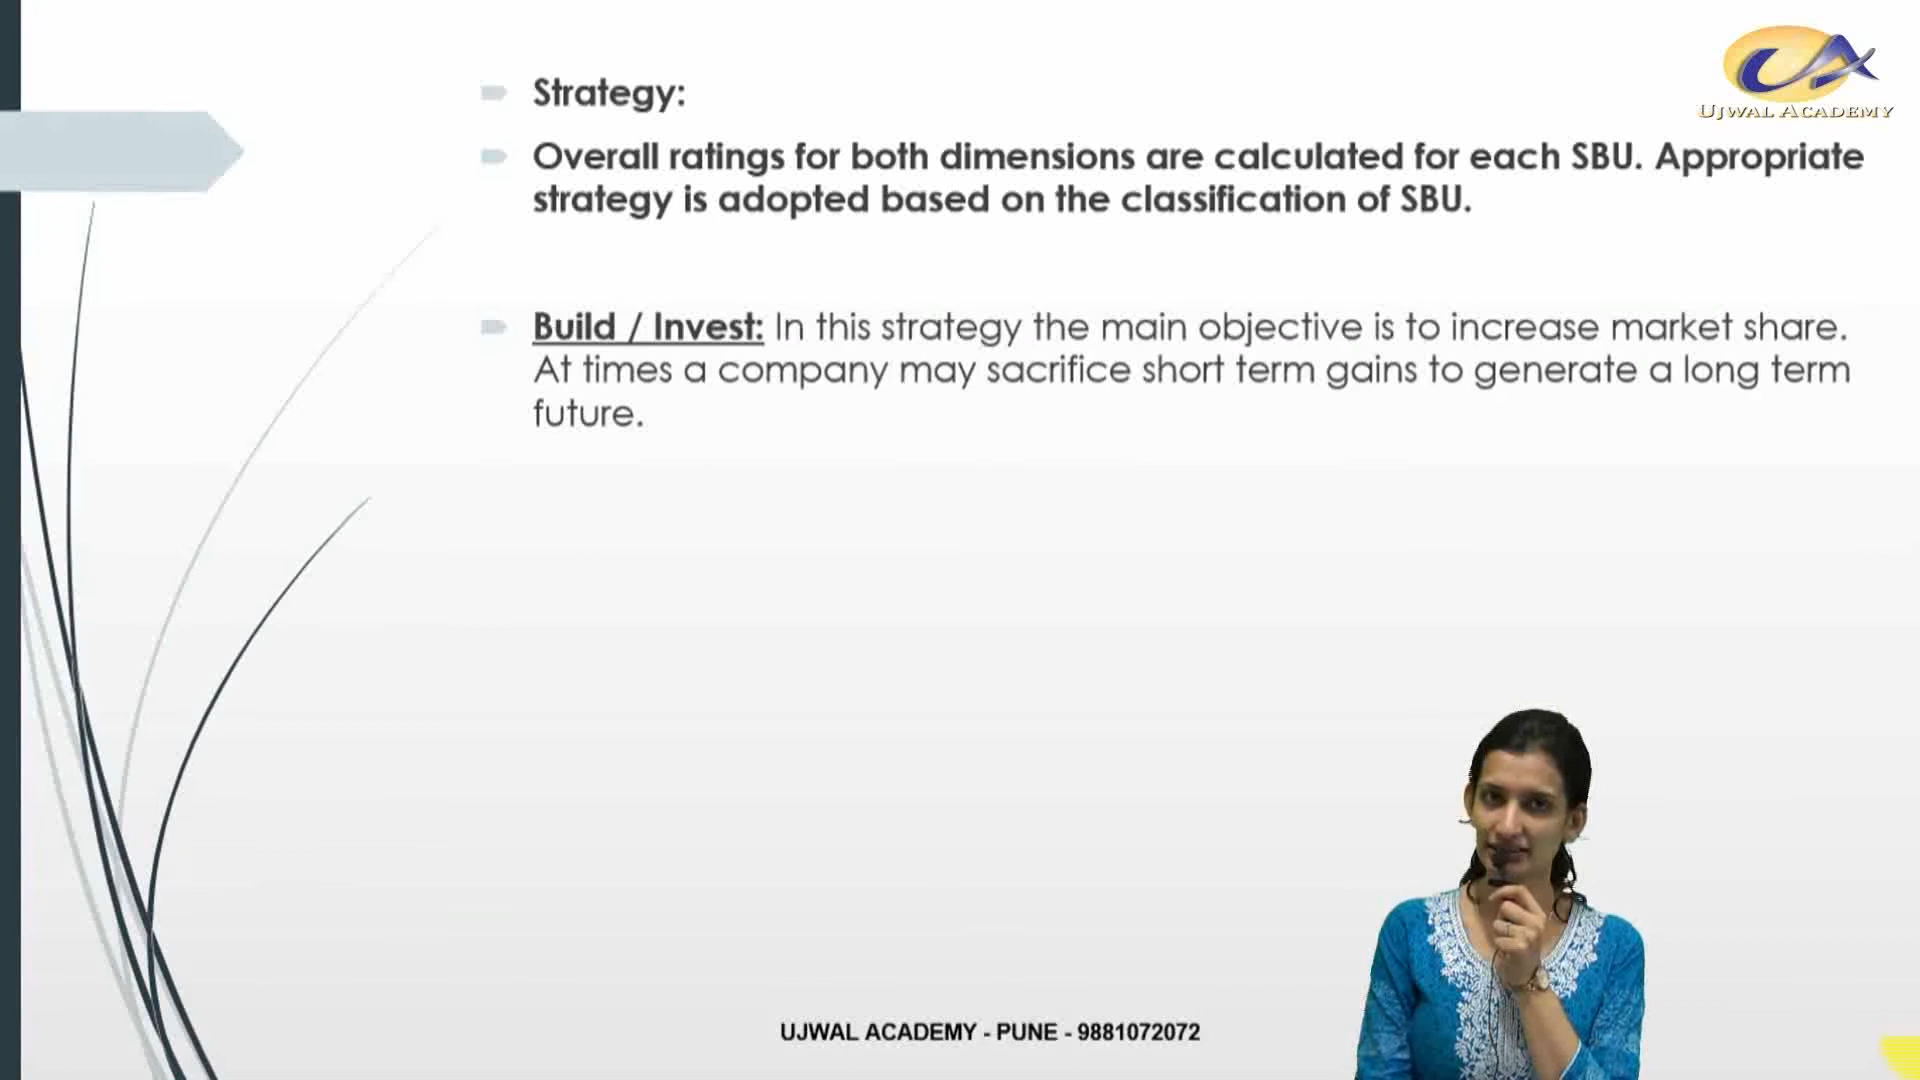 UJWAL ACADEMY
Strategy:
Overall ratings for both dimensions are calculated for each SBU. Appropriate
strategy is adopted based on the classification of SBU.
Build / Invest: In this strategy the main objective is to increase market share.
At times a company may sacrifice short term gains to generate a long term
future.
UJWAL ACADEMY - PUNE - 9881072072